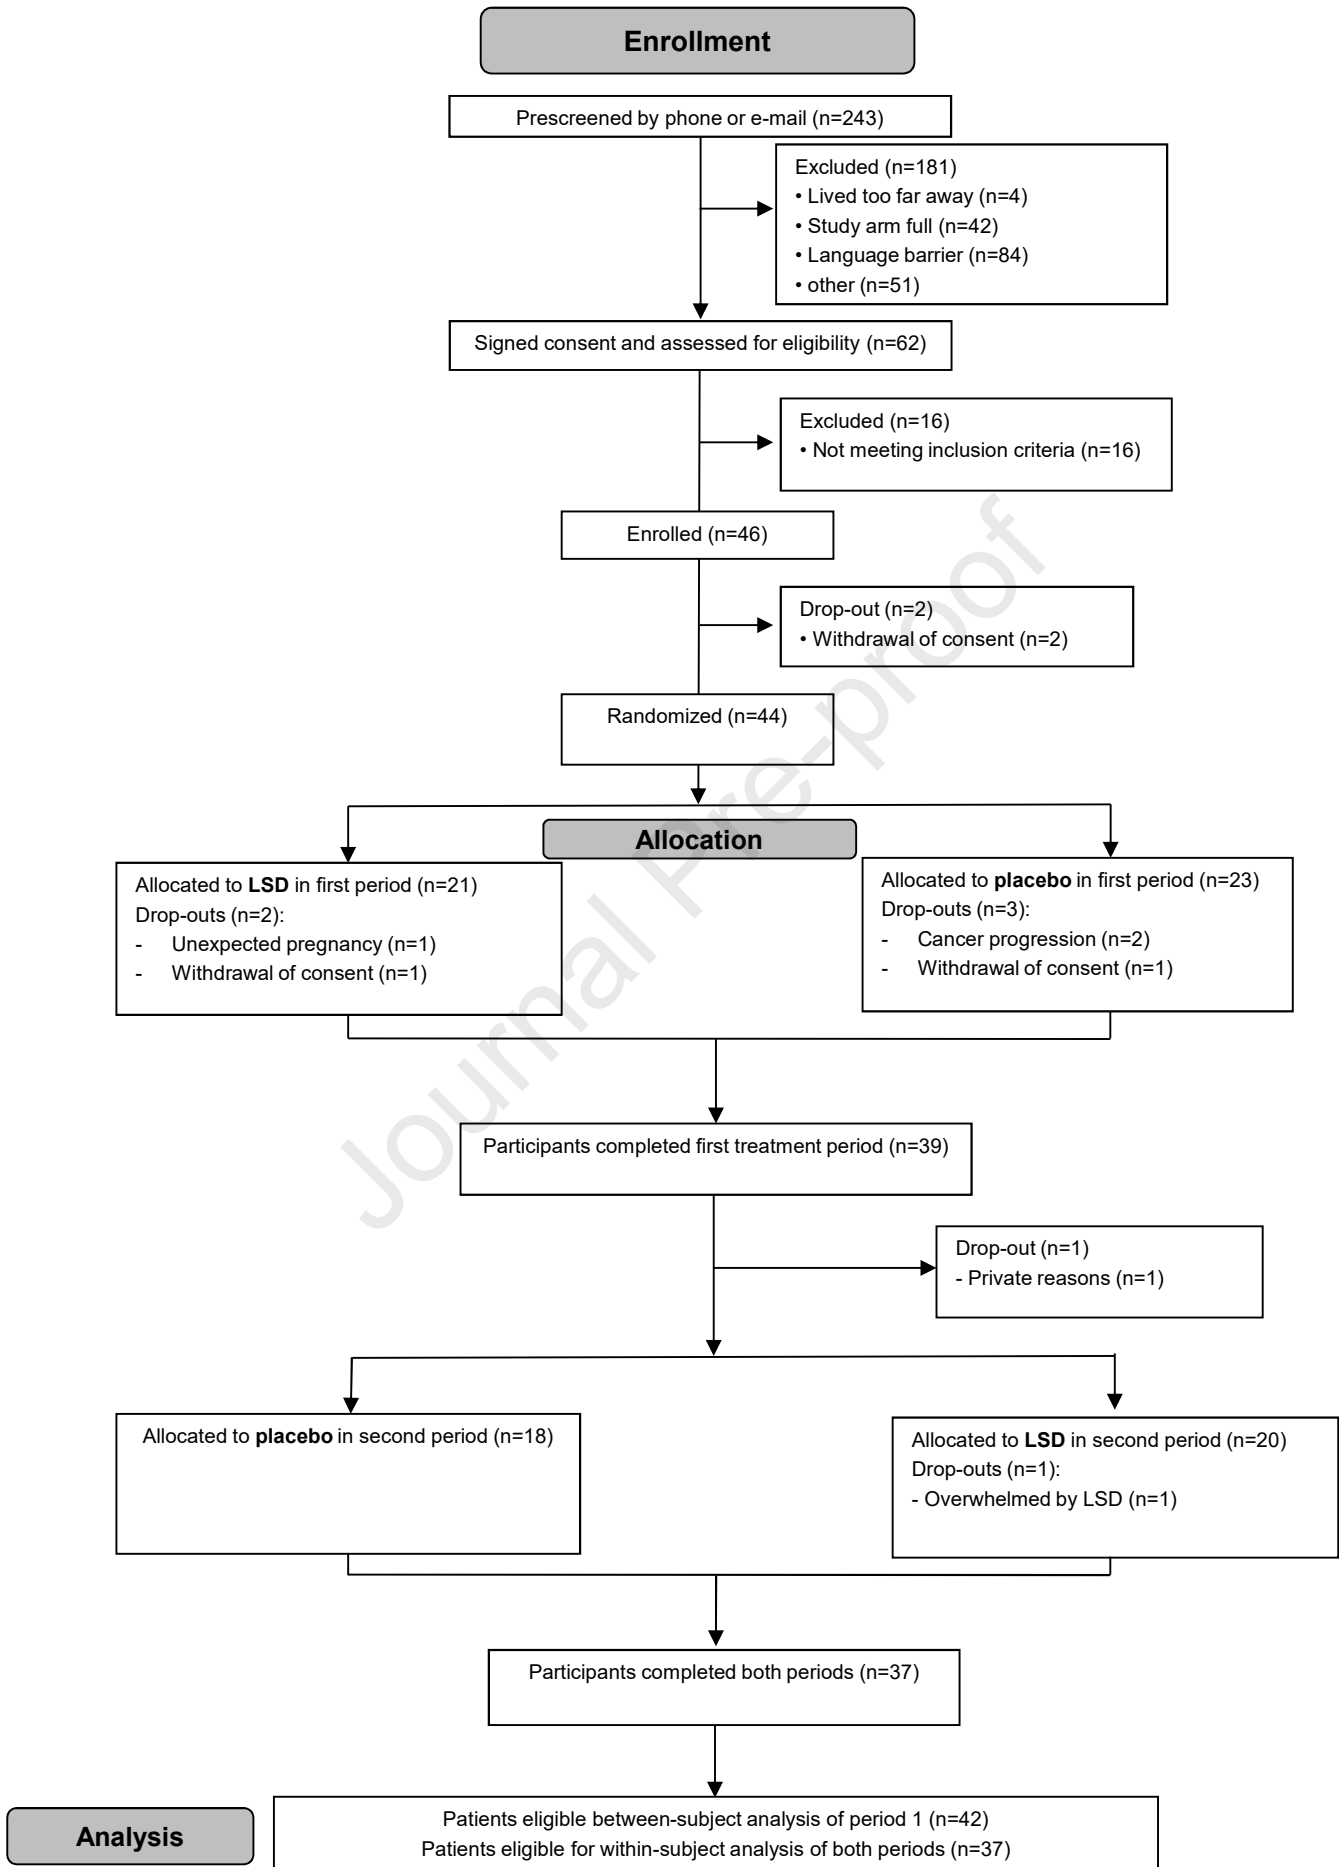 Enrollment
Prescreened by phone or e-mail (n=243)
Excluded (n=181)
• Lived too far away (n=4)
• Study arm full (n=42)
• Language barrier (n=84)
• other (n=51)
Signed consent and assessed for eligibility (n=62)
Excluded (n=16)
• Not meeting inclusion criteria (n=16)
Enrolled (n=46)
Drop-out (n=2)
• Withdrawal of consent (n=2)
Randomized (n=44)
Allocation
Allocated to LSD in first period (n=21)
Drop-outs (n=2):
- Unexpected pregnancy (n=1)
- Withdrawal of consent (n=1)
Allocated to placebo in first period (n=23)
Drop-outs (n=3):
- Cancer progression (n=2)
- Withdrawal of consent (n=1)
Participants completed first treatment period (n=39)
Drop-out (n=1)
- Private reasons (n=1)
Allocated to placebo in second period (n=18)
Allocated to LSD in second period (n=20)
Drop-outs (n=1):
- Overwhelmed by LSD (n=1)
Participants completed both periods (n=37)
Analysis
Patients eligible between-subject analysis of period 1 (n=42)
Patients eligible for within-subject analysis of both periods (n=37)
Journal Pre-proof